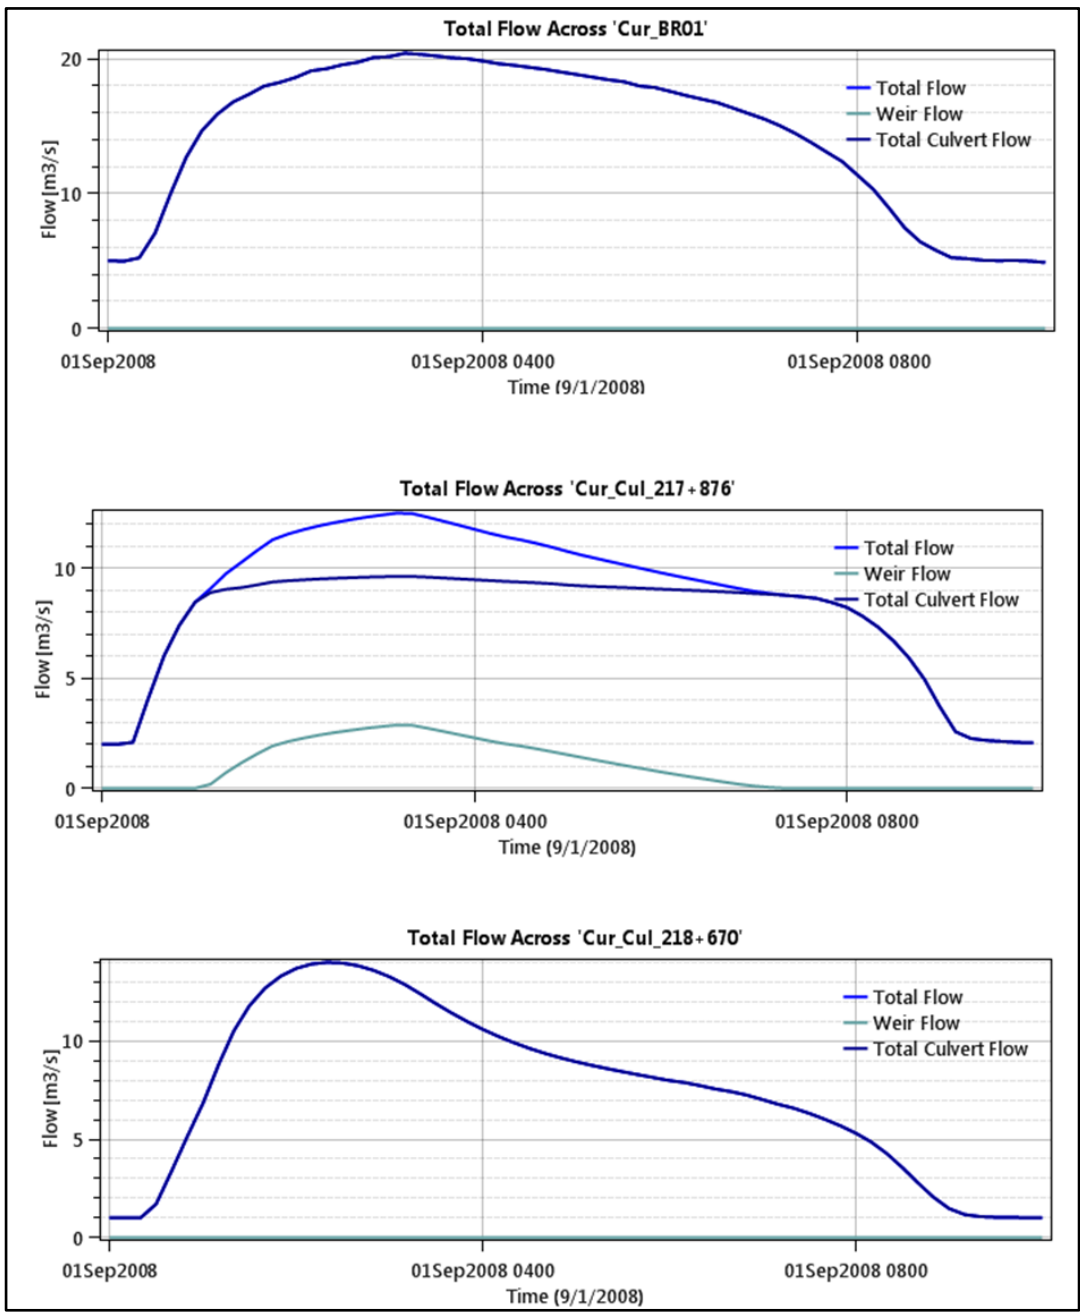 Total Flow Across 'Cur_BR01'
20
10
0
Flow [m3/s]
Total Flow
Weir Flow
Total Culvert Flow
01Sep2008
01Sep2008 0400
01Sep2008 0800
Time (9/1/2008)
Total Flow Across 'Cur_Cul_217+876'
10
5
0
Flow [m3/s]
Total Flow
Weir Flow
Total Culvert Flow
01Sep2008
01Sep2008 0400
01Sep2008 0800
Time (9/1/2008)
Total Flow Across 'Cur_Cul_218+670'
10
5
0
Flow [m3/s]
Total Flow
Weir Flow
Total Culvert Flow
01Sep2008
01Sep2008 0400
01Sep2008 0800
Time (9/1/2008)